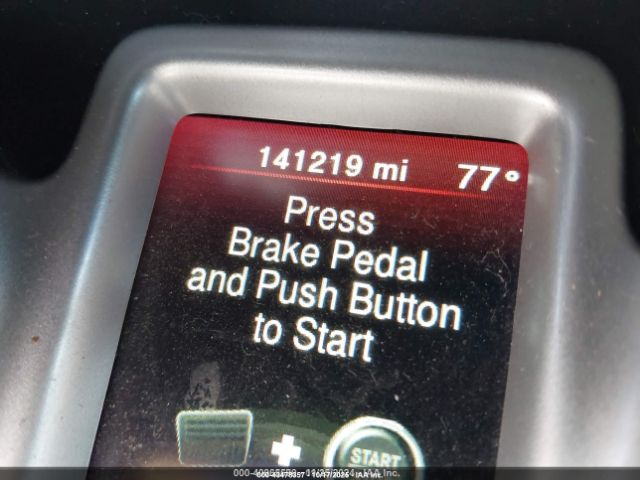 141219 mi 77°
Press
Brake Pedal
and Push Button
to Start
START